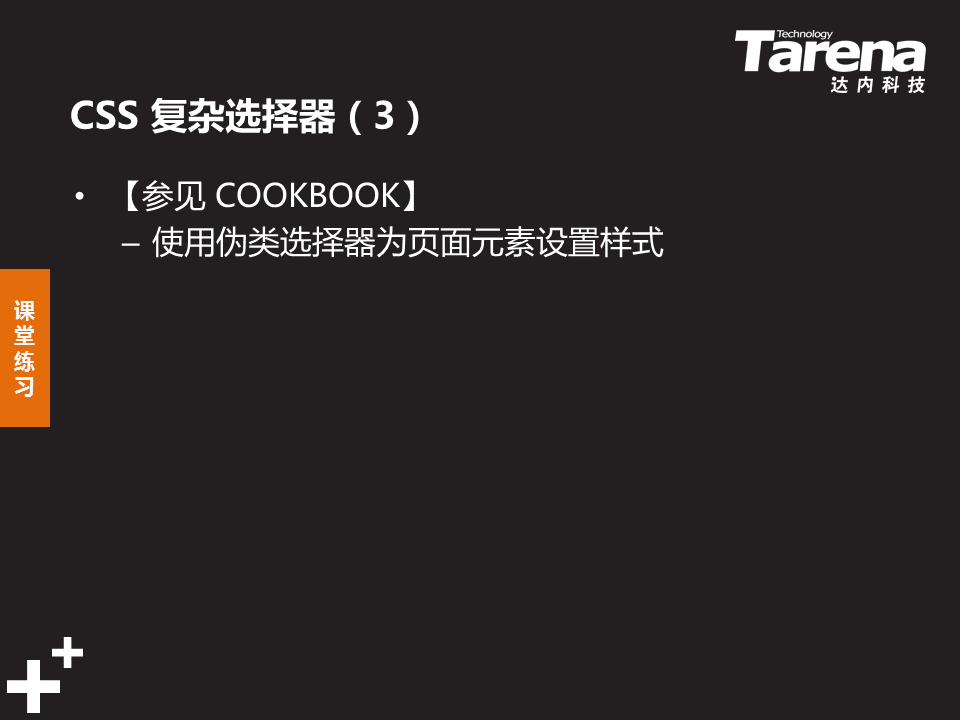 Technology
Tarena
达内科技
CSS 复杂选择器（3）
• 【参见 COOKBOOK】
– 使用伪类选择器为页面元素设置样式
课
堂
练
习